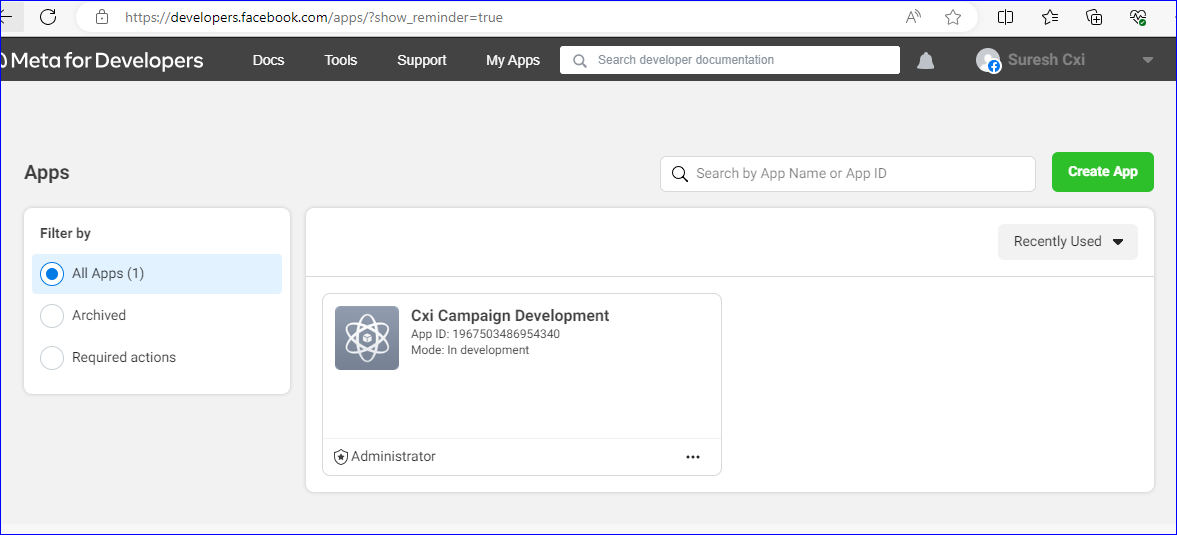 https://developers.facebook.com/apps/?show_reminder=true
Meta for Developers Docs Tools Support My Apps Search developer documentation Suresh Cxi
Apps Search by App Name or App ID Create App
Filter by
Recently Used
All Apps (1)
Archived
Required actions
Cxi Campaign Development
App ID: 1967503486954340
Mode: In development
Administrator